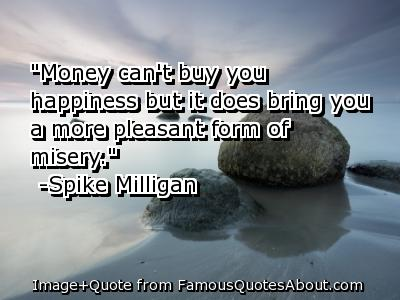 "Money can't buy you
happiness but it does bring you
a more pleasant form of
misery."
-Spike Milligan
Image+Quote from FamousQuotesAbout.com